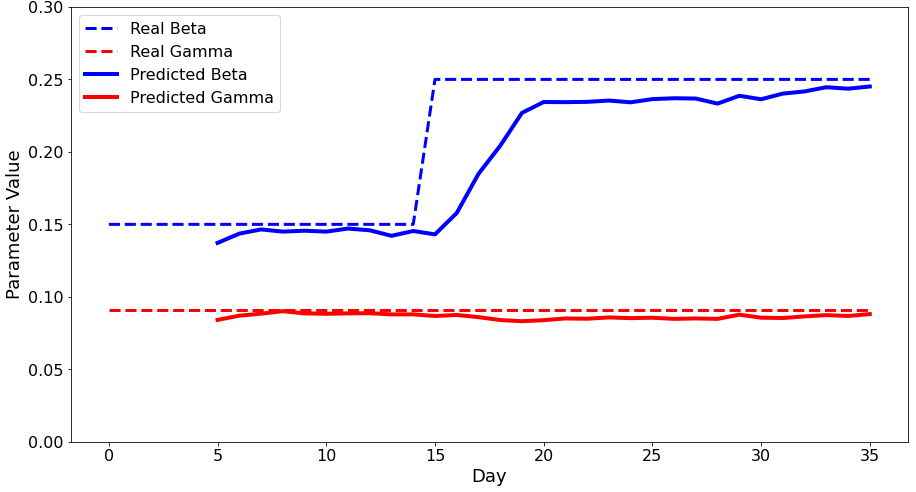 0.30
0.25
0.20
0.15
0.10
0.05
0.00
Parameter Value
Real Beta
Real Gamma
Predicted Beta
Predicted Gamma
0 5 10 15 20 25 30 35
Day